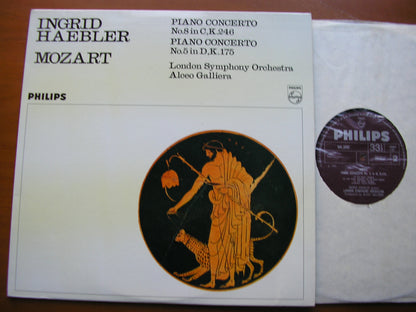 INGRID
HAEBLER
MOZART
PIANO CONCERTO
No.8 in C,K.246
PIANO CONCERTO
No.5 in D,K.175
London Symphony Orchestra
Alceo Galliera
PHILIPS
PHILIPS
PHILIPS
33⅓
2